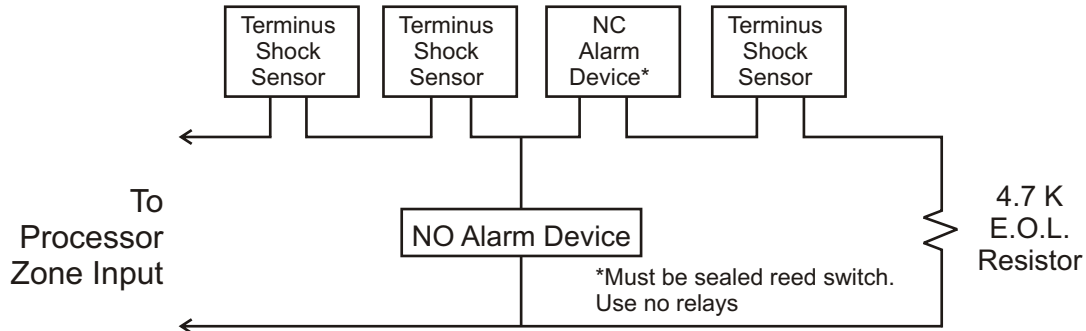 Terminus
Shock
Sensor
Terminus
Shock
Sensor
NC
Alarm
Device*
Terminus
Shock
Sensor
To
Processor
Zone Input
NO Alarm Device
*Must be sealed reed switch.
Use no relays
4.7 K
E.O.L.
Resistor